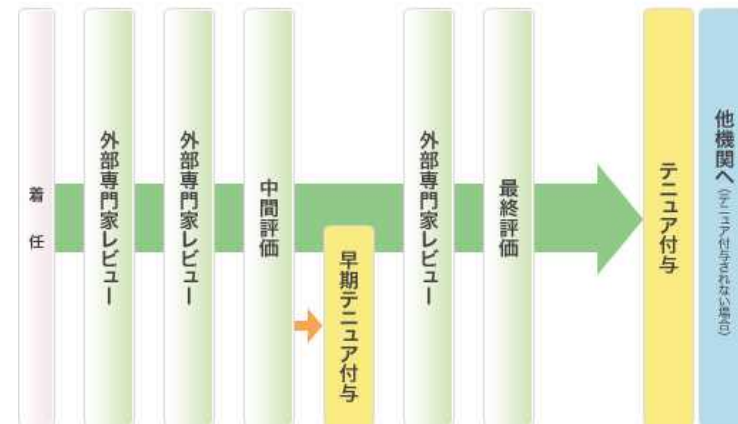 着任
外部専門家レビュー
外部専門家レビュー
中間評価
早期テニュア付与
外部専門家レビュー
最終評価
テニュア付与
他機関へ(テニュア付与されない場合)